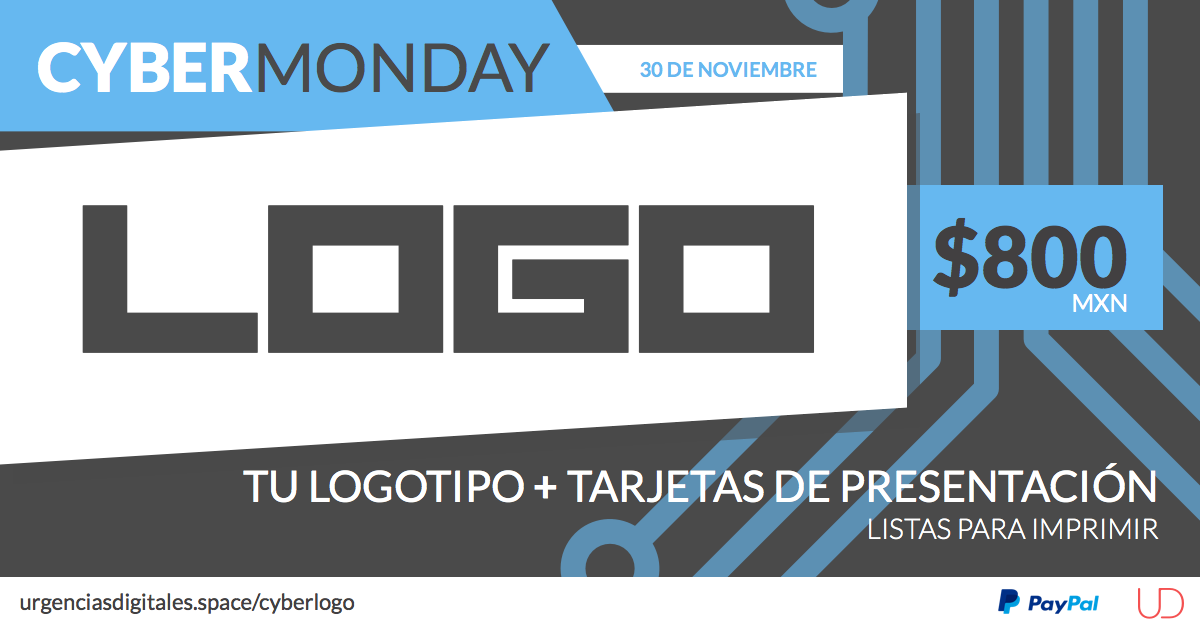 CYBERMONDAY
30 DE NOVIEMBRE
LOGO
$800
MXN
TU LOGOTIPO + TARJETAS DE PRESENTACIÓN
LISTAS PARA IMPRIMIR
urgenciasdigitales.space/cyberlogo
PayPal
UD